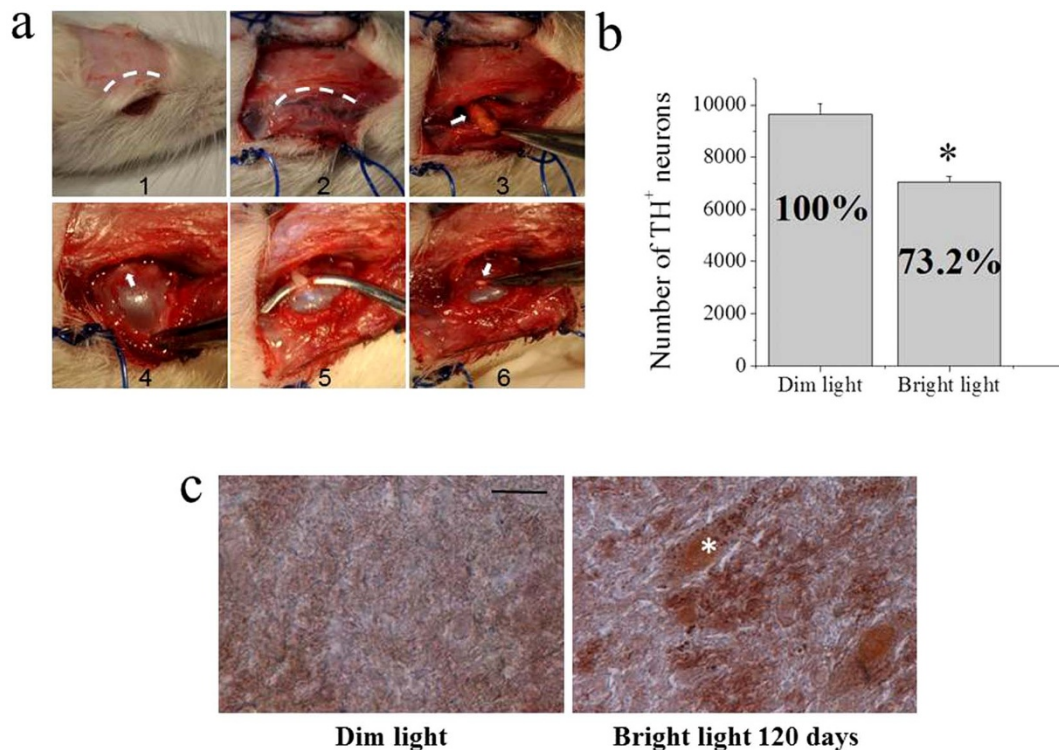 a
1
2
3
4
5
6
b
Number of TH⁺ neurons
10000
8000
6000
4000
2000
0
100%
*
73.2%
Dim light
Bright light
c
*
Dim light
Bright light 120 days